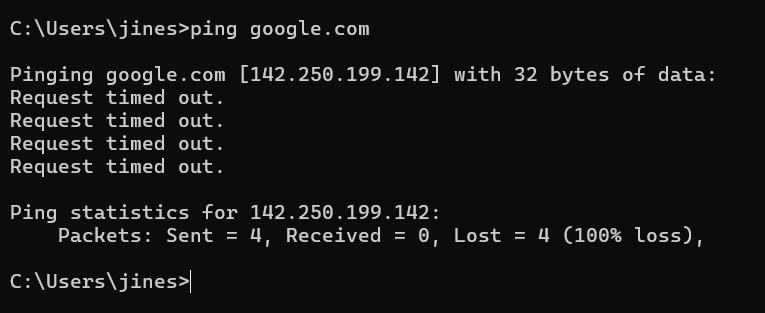 C:\Users\jines>ping google.com
Pinging google.com [142.250.199.142] with 32 bytes of data:
Request timed out.
Request timed out.
Request timed out.
Request timed out.
Ping statistics for 142.250.199.142:
    Packets: Sent = 4, Received = 0, Lost = 4 (100% loss),
C:\Users\jines>